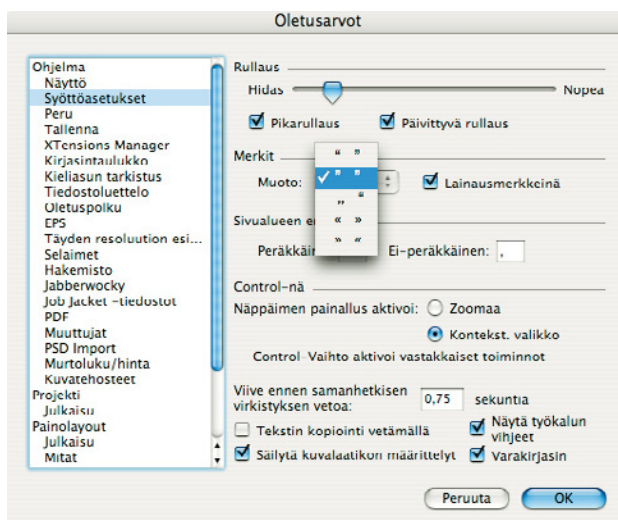 Oletusarvot
Ohjelma
Näyttö
Syöttöasetukset
Peru
Tallenna
XTensions Manager
Kirjasintaulukko
Kieliasun tarkistus
Tiedostoluettelo
Oletuspolku
EPS
Täyden resoluution esi...
Selaimet
Hakemisto
Jabberwocky
Job Jacket -tiedostot
PDF
Muuttujat
PSD Import
Murtoluku/hinta
Kuvatehosteet
Projekti
Julkaisu
Painolayout
Julkaisu
Mitat
Rullaus
Hidas Nopea
Pikarullaus Päivittyvä rullaus
Merkit
“ ”
Muoto: ✓ ” ” Lainausmerkkeinä
„ “
« »
» «
Sivualueen
Ei-peräkkäinen: ,
Control-nä
Näppäimen painallus aktivoi: Zoomaa
Kontekst. valikko
Control-Vaihto aktivoi vastakkaiset toiminnot
Viive ennen samanhetkisen
virkistyksen vetoa: 0,75 sekuntia
Tekstin kopiointi vetämällä Näytä työkalun
vihjeet
Säilytä kuvalaatikon määrittelyt Varakirjasin
Peruuta OK